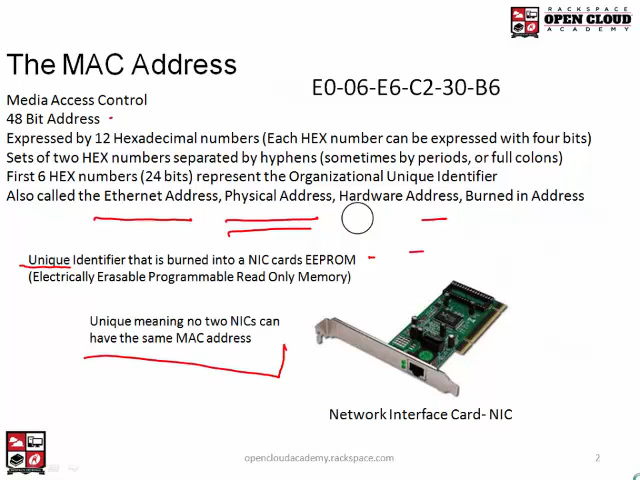 RACKSPACE
OPEN CLOUD
ACADEMY
The MAC Address
E0-06-E6-C2-30-B6
Media Access Control
48 Bit Address
Expressed by 12 Hexadecimal numbers (Each HEX number can be expressed with four bits)
Sets of two HEX numbers separated by hyphens (sometimes by periods, or full colons)
First 6 HEX numbers (24 bits) represent the Organizational Unique Identifier
Also called the Ethernet Address, Physical Address, Hardware Address, Burned in Address
Unique Identifier that is burned into a NIC cards EEPROM
(Electrically Erasable Programmable Read Only Memory)
Unique meaning no two NICs can
have the same MAC address
Network Interface Card- NIC
opencloudacademy.rackspace.com
2